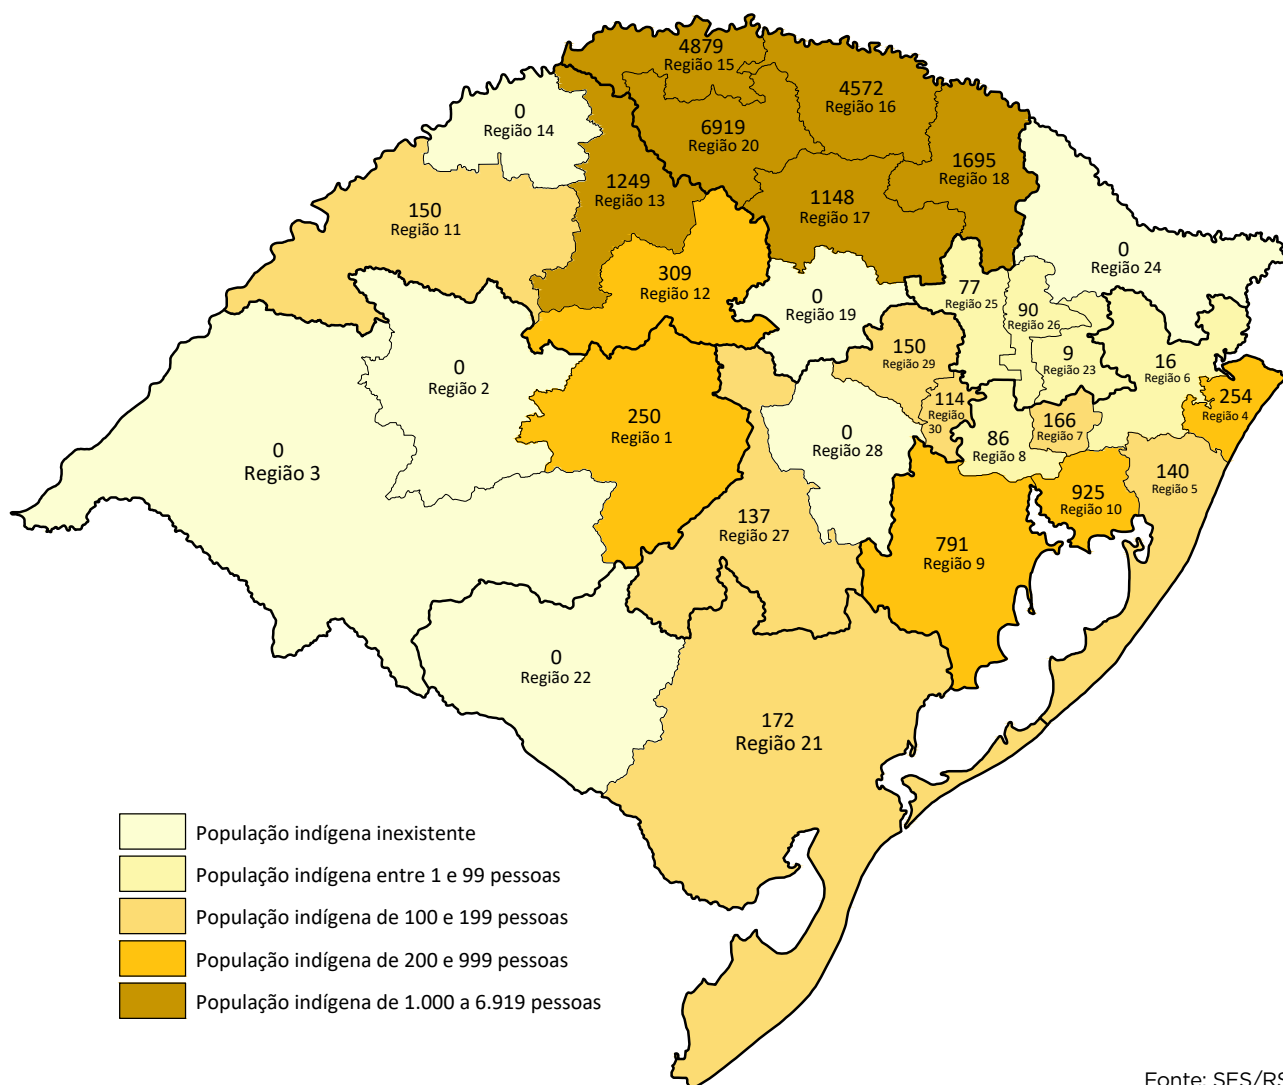 4879
Região 15
4572
Região 16
0
Região 14
6919
Região 20
1695
Região 18
1249
Região 13
1148
Região 17
150
Região 11
0
Região 24
309
Região 12
77
Região 25
0
Região 19
90
Região 26
150
Região 29
9
Região 23
16
Região 6
0
Região 2
254
Região 4
114
Região
30
250
Região 1
166
Região 7
0
Região 28
86
Região 8
0
Região 3
140
Região 5
925
Região 10
137
Região 27
791
Região 9
0
Região 22
172
Região 21
População indígena inexistente
População indígena entre 1 e 99 pessoas
População indígena de 100 e 199 pessoas
População indígena de 200 e 999 pessoas
População indígena de 1.000 a 6.919 pessoas
Fonte: SES/RS